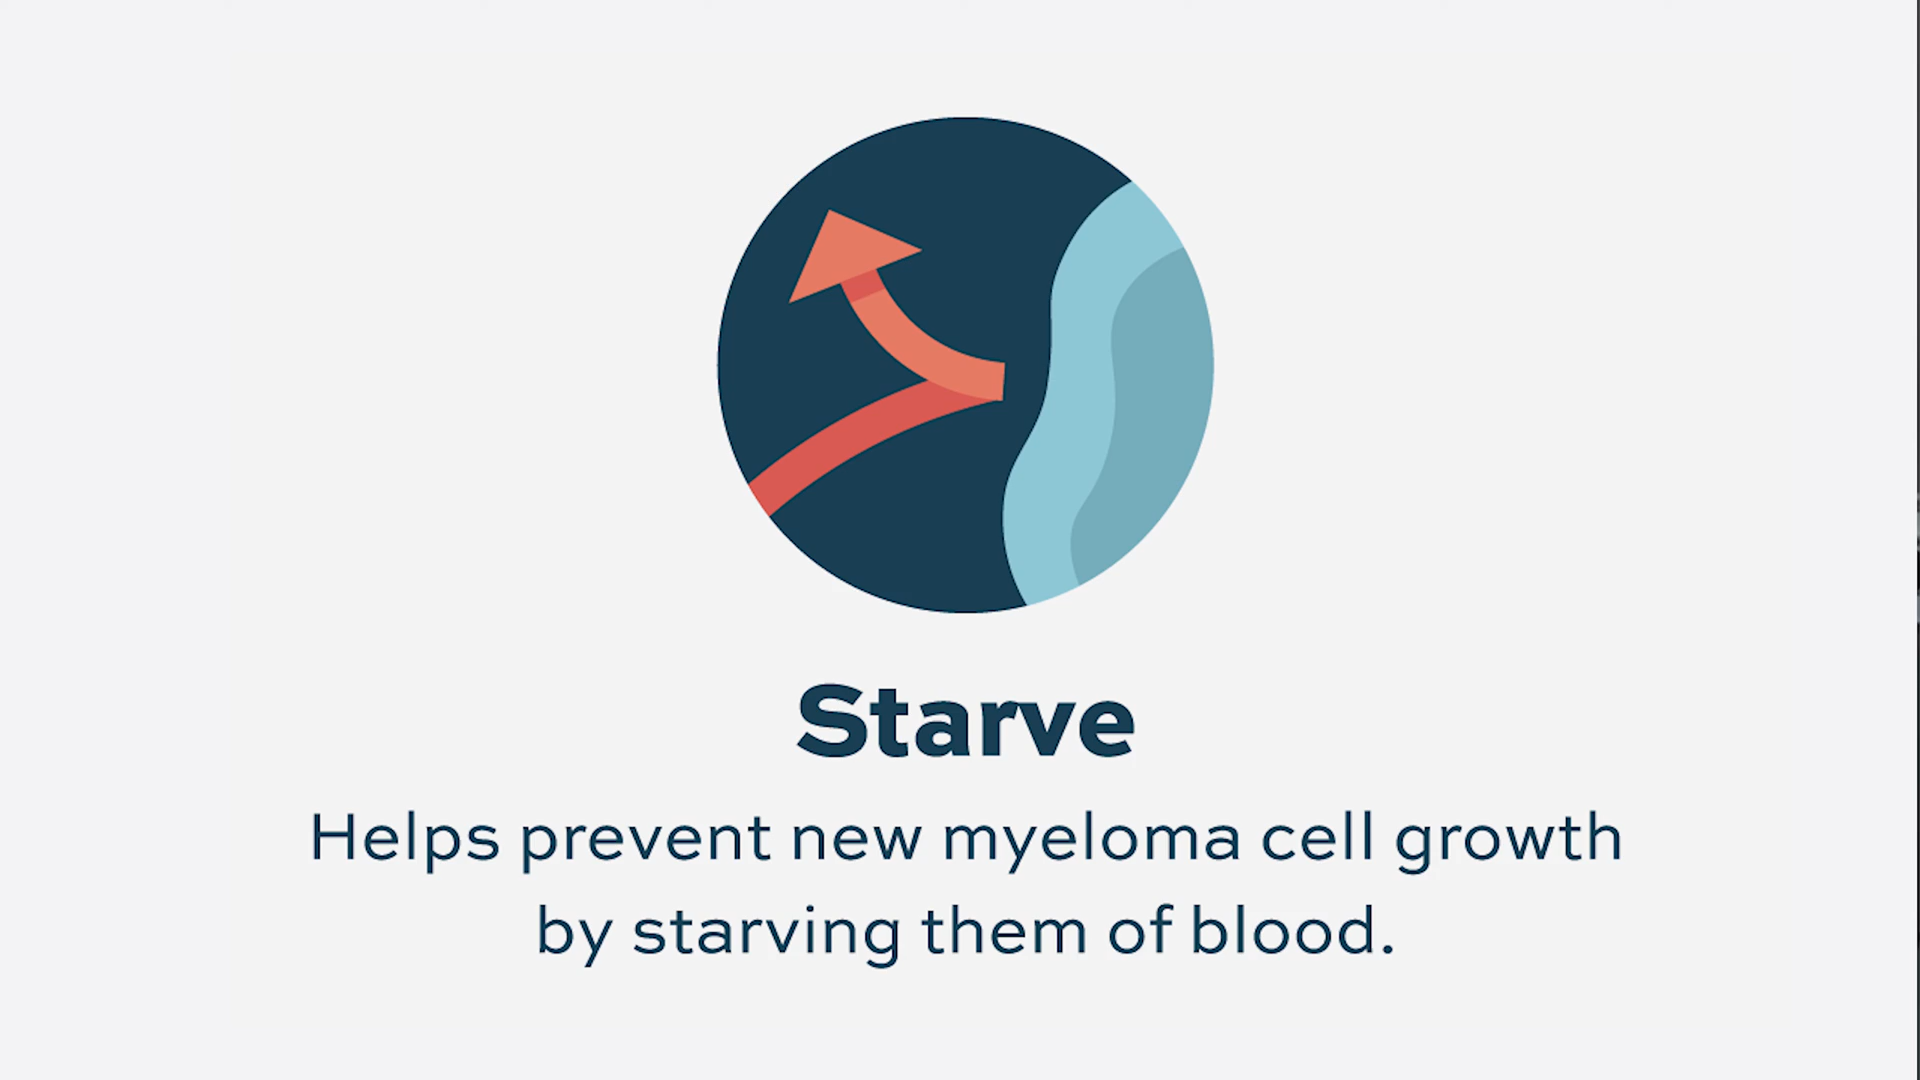 Starve
Helps prevent new myeloma cell growth
by starving them of blood.